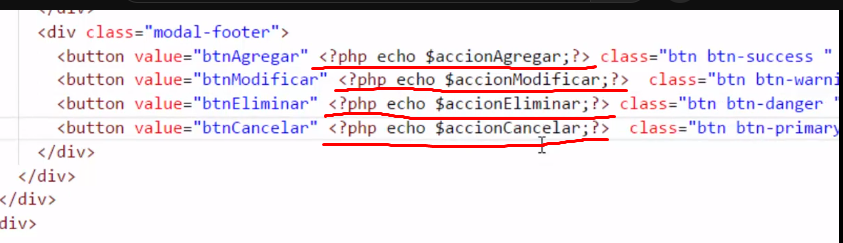 </div>
<div class="modal-footer">
<button value="btnAgregar" <?php echo $accionAgregar;?> class="btn btn-success "
<button value="btnModificar" <?php echo $accionModificar;?> class="btn btn-warni
<button value="btnEliminar" <?php echo $accionEliminar;?> class="btn btn-danger "
<button value="btnCancelar" <?php echo $accionCancelar;?> class="btn btn-primary
</div>
</div>
</div>
div>